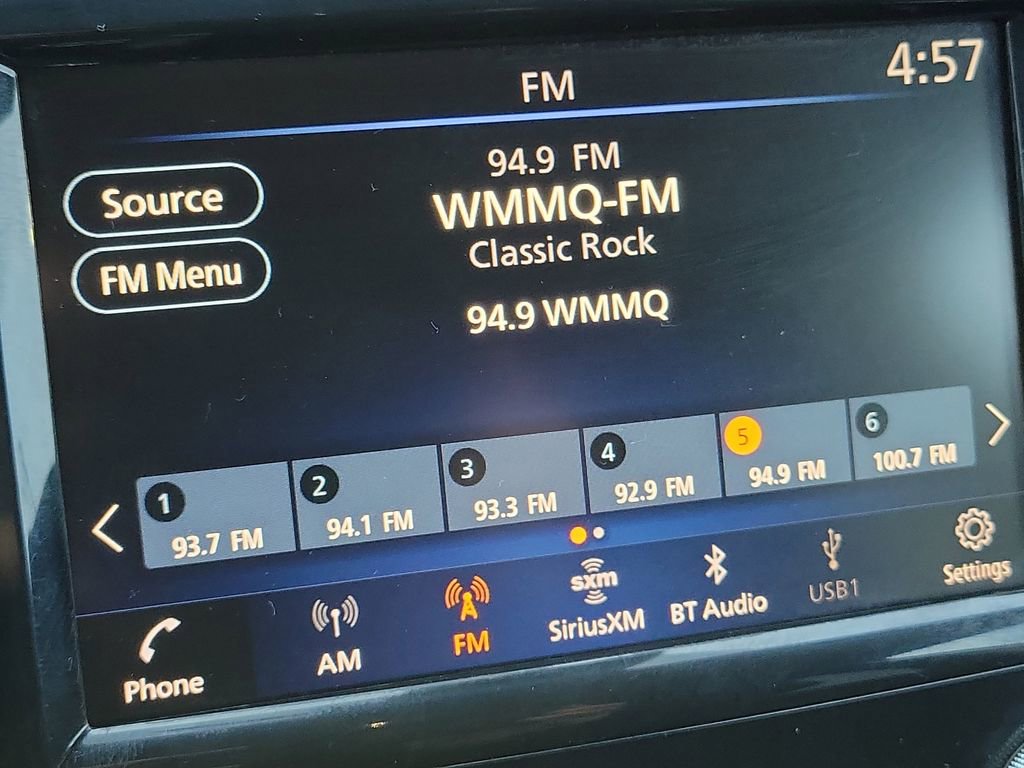 FM
4:57
94.9 FM
WMMQ-FM
Classic Rock
94.9 WMMQ
Source
FM Menu
1
93.7 FM
2
94.1 FM
3
93.3 FM
4
92.9 FM
5
94.9 FM
6
100.7 FM
Phone
AM
FM
sxm
SiriusXM
BT Audio
USB1
Settings